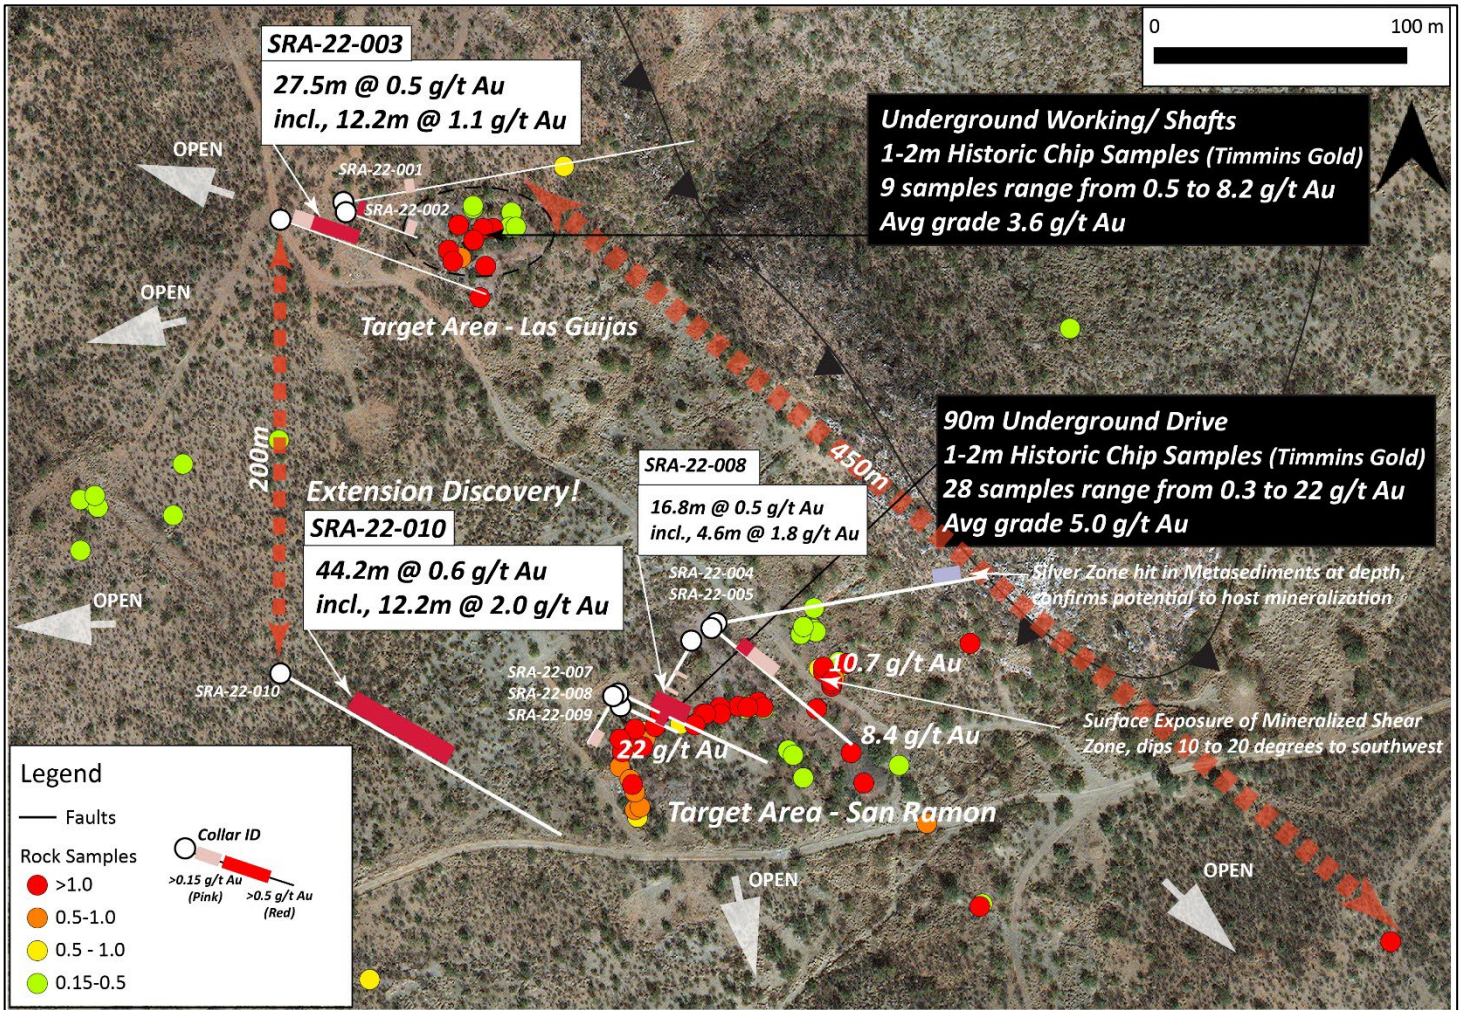 0 100 m
SRA-22-003
27.5m @ 0.5 g/t Au
incl., 12.2m @ 1.1 g/t Au
Underground Working/ Shafts
1-2m Historic Chip Samples (Timmins Gold)
9 samples range from 0.5 to 8.2 g/t Au
Avg grade 3.6 g/t Au
OPEN
SRA-22-001
SRA-22-002
OPEN
Target Area - Las Guijas
200m
450m
90m Underground Drive
1-2m Historic Chip Samples (Timmins Gold)
28 samples range from 0.3 to 22 g/t Au
Avg grade 5.0 g/t Au
Extension Discovery!
SRA-22-010
44.2m @ 0.6 g/t Au
incl., 12.2m @ 2.0 g/t Au
SRA-22-008
16.8m @ 0.5 g/t Au
incl., 4.6m @ 1.8 g/t Au
SRA-22-004
SRA-22-005
Silver Zone hit in Metasediments at depth,
confirms potential to host mineralization
OPEN
SRA-22-010
SRA-22-007
SRA-22-008
SRA-22-009
10.7 g/t Au
8.4 g/t Au
22 g/t Au
Surface Exposure of Mineralized Shear
Zone, dips 10 to 20 degrees to southwest
Target Area - San Ramon
OPEN
OPEN
Legend
Faults
Collar ID
>0.15 g/t Au
(Pink)
>0.5 g/t Au
(Red)
Rock Samples
>1.0
0.5-1.0
0.5 - 1.0
0.15-0.5